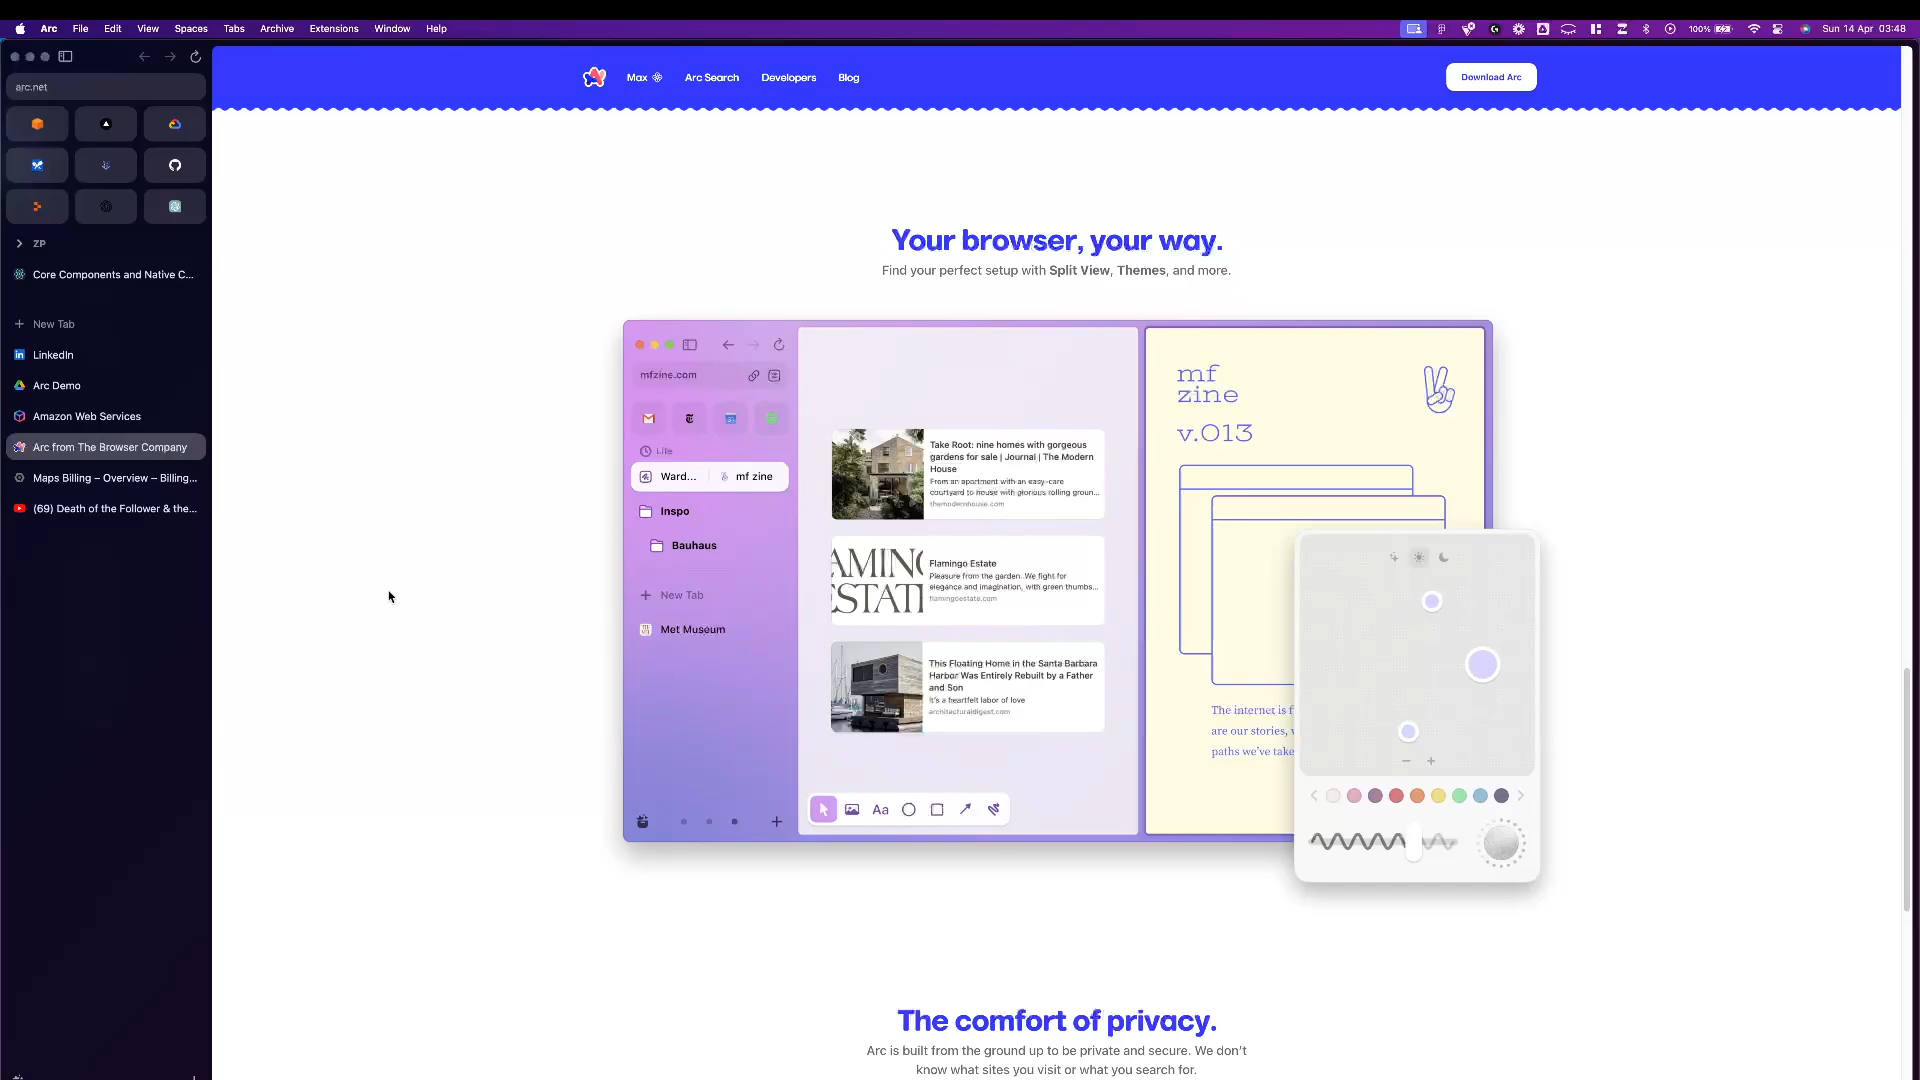 Arc File Edit View Spaces Tabs Archive Extensions Window Help
100% Sun 14 Apr 03:48
arc.net
ZP
Core Components and Native C...
New Tab
LinkedIn
Arc Demo
Amazon Web Services
Arc from The Browser Company
Maps Billing – Overview – Billing...
(69) Death of the Follower & the...
Max Arc Search Developers Blog
Download Arc
Your browser, your way.
Find your perfect setup with Split View, Themes, and more.
mfzine.com
Life
Ward... mf zine
Inspo
Bauhaus
New Tab
Met Museum
Take Root: nine homes with gorgeous
gardens for sale | Journal | The Modern
House
From an apartment with an easy-care
courtyard to house with glorious rolling groun...
themodernhouse.com
AMING
ESTAT
Flamingo Estate
Pleasure from the garden. We fight for
elegance and imagination, with green thumbs...
flamingoestate.com
This Floating Home in the Santa Barbara
Harbor Was Entirely Rebuilt by a Father
and Son
It's a heartfelt labor of love
architecturaldigest.com
Aa
mf
zine
v.013
The internet is f
are our stories,
paths we've take
The comfort of privacy.
Arc is built from the ground up to be private and secure. We don't
know what sites you visit or what you search for.